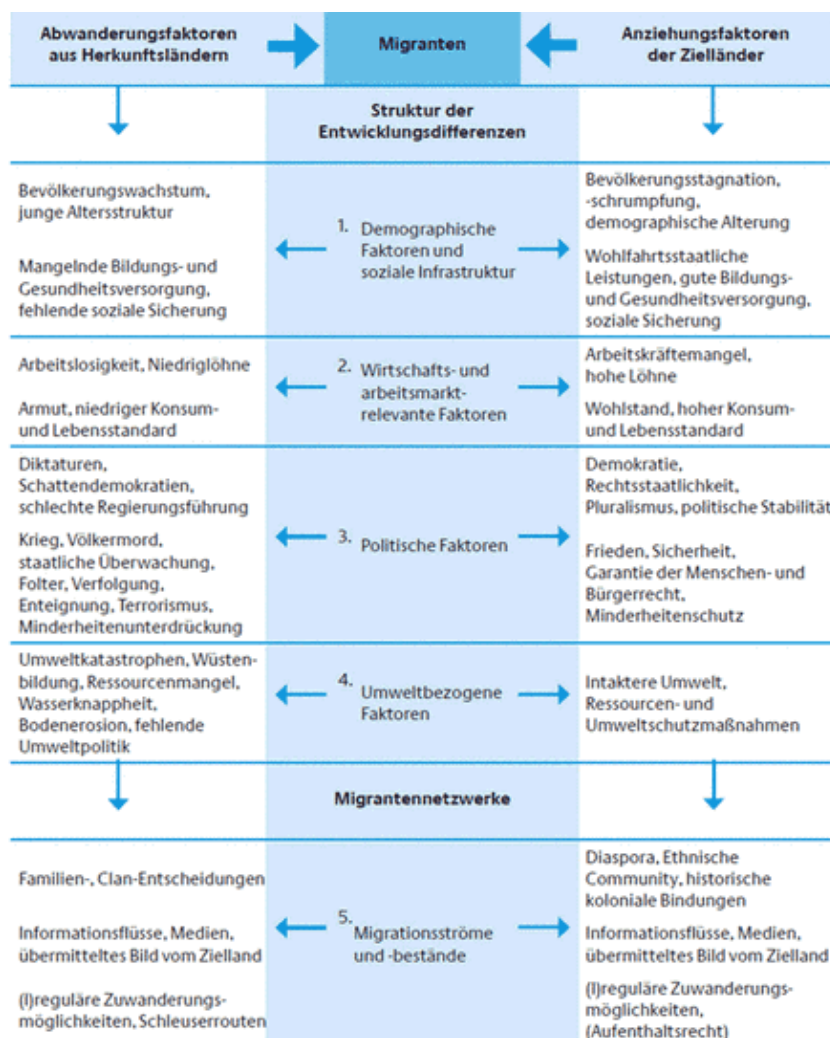 Abwanderungsfaktoren
aus Herkunftsländern
Migranten
Anziehungsfaktoren
der Zielländer
Struktur der
Entwicklungsdifferenzen
Bevölkerungswachstum,
junge Altersstruktur
Mangelnde Bildungs- und
Gesundheitsversorgung,
fehlende soziale Sicherung
1. Demographische
Faktoren und
soziale Infrastruktur
Bevölkerungsstagnation,
-schrumpfung,
demographische Alterung
Wohlfahrtsstaatliche
Leistungen, gute Bildungs-
und Gesundheitsversorgung,
soziale Sicherung
Arbeitslosigkeit, Niedriglöhne
Armut, niedriger Konsum-
und Lebensstandard
2. Wirtschafts- und
arbeitsmarkt-
relevante Faktoren
Arbeitskräftemangel,
hohe Löhne
Wohlstand, hoher Konsum-
und Lebensstandard
Diktaturen,
Schattendemokratien,
schlechte Regierungsführung
Krieg, Völkermord,
staatliche Überwachung,
Folter, Verfolgung,
Enteignung, Terrorismus,
Minderheitenunterdrückung
3. Politische Faktoren
Demokratie,
Rechtsstaatlichkeit,
Pluralismus, politische Stabilität
Frieden, Sicherheit,
Garantie der Menschen- und
Bürgerrecht,
Minderheitenschutz
Umweltkatastrophen, Wüsten-
bildung, Ressourcenmangel,
Wasserknappheit,
Bodenerosion, fehlende
Umweltpolitik
4. Umweltbezogene
Faktoren
Intaktere Umwelt,
Ressourcen- und
Umweltschutzmaßnahmen
Migrantennetzwerke
Familien-, Clan-Entscheidungen
Informationsflüsse, Medien,
übermitteltes Bild vom Zielland
(I)reguläre Zuwanderungs-
möglichkeiten, Schleuserrouten
5. Migrationsströme
und -bestände
Diaspora, Ethnische
Community, historische
koloniale Bindungen
Informationsflüsse, Medien,
übermitteltes Bild vom Zielland
(I)reguläre Zuwanderungs-
möglichkeiten,
(Aufenthaltsrecht)